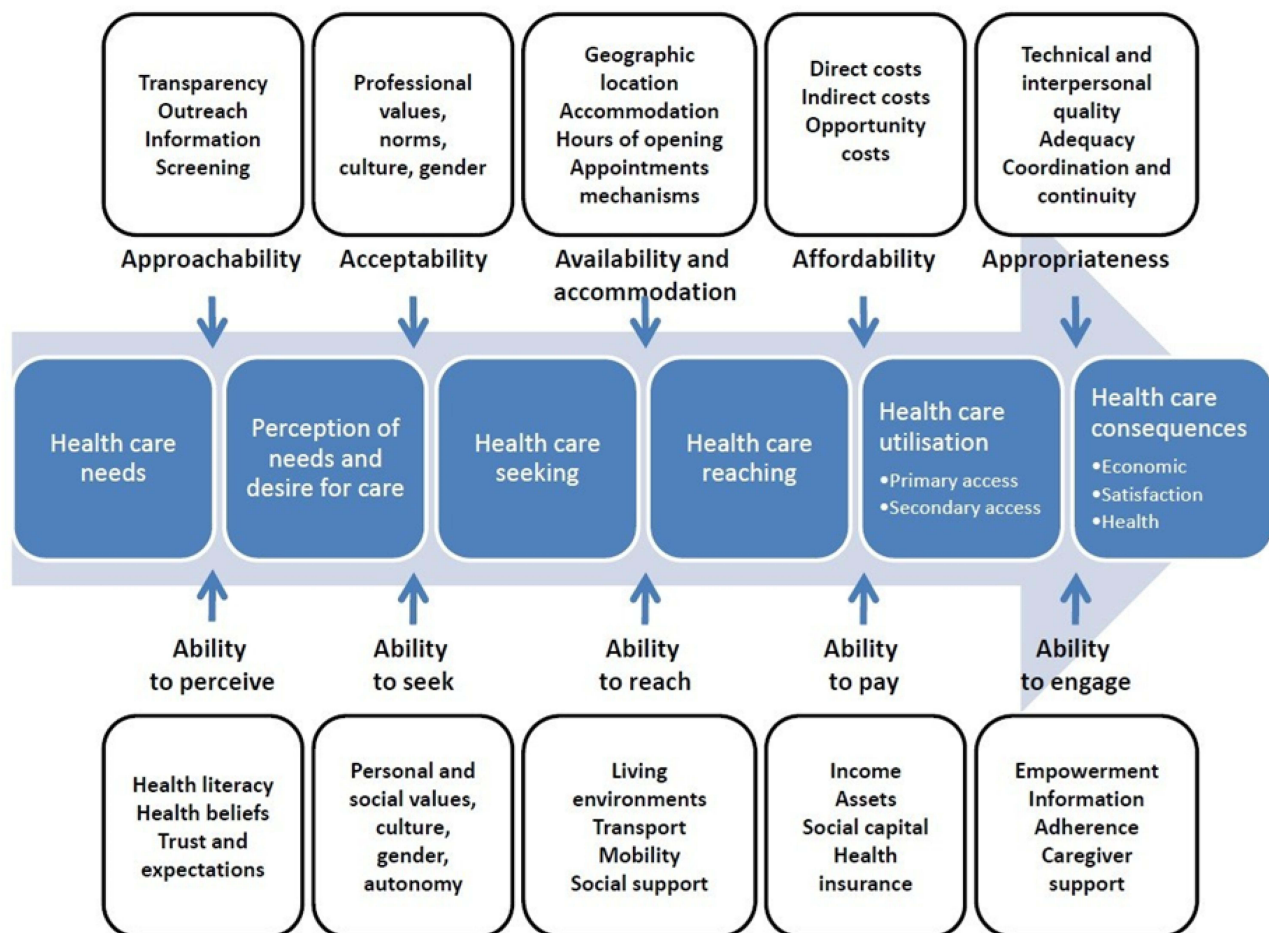 Transparency
Outreach
Information
Screening
Professional
values,
norms,
culture, gender
Geographic
location
Accommodation
Hours of opening
Appointments
mechanisms
Direct costs
Indirect costs
Opportunity
costs
Technical and
interpersonal
quality
Adequacy
Coordination and
continuity
Approachability
Acceptability
Availability and
accommodation
Affordability
Appropriateness
Health care
needs
Perception of
needs and
desire for care
Health care
seeking
Health care
reaching
Health care
utilisation
•Primary access
•Secondary access
Health care
consequences
•Economic
•Satisfaction
•Health
Ability
to perceive
Ability
to seek
Ability
to reach
Ability
to pay
Ability
to engage
Health literacy
Health beliefs
Trust and
expectations
Personal and
social values,
culture,
gender,
autonomy
Living
environments
Transport
Mobility
Social support
Income
Assets
Social capital
Health
insurance
Empowerment
Information
Adherence
Caregiver
support